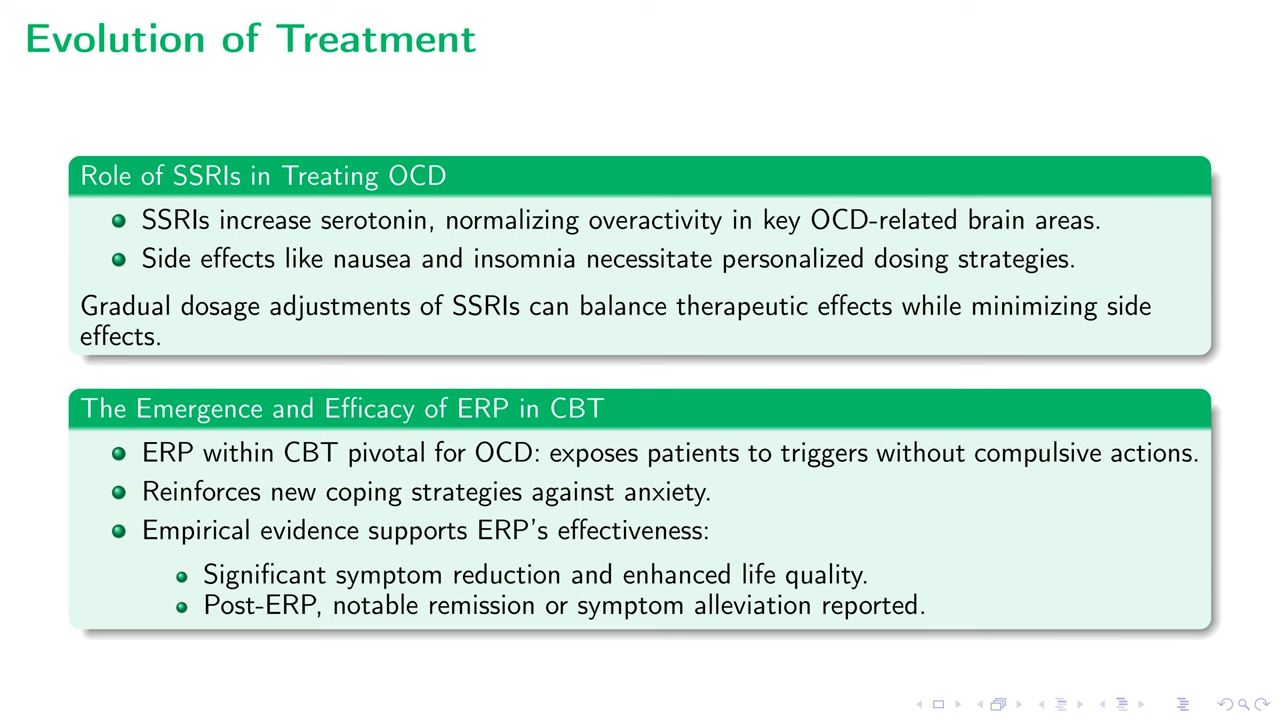 Evolution of Treatment
Role of SSRIs in Treating OCD
SSRIs increase serotonin, normalizing overactivity in key OCD-related brain areas.
Side effects like nausea and insomnia necessitate personalized dosing strategies.
Gradual dosage adjustments of SSRIs can balance therapeutic effects while minimizing side
effects.
The Emergence and Efficacy of ERP in CBT
ERP within CBT pivotal for OCD: exposes patients to triggers without compulsive actions.
Reinforces new coping strategies against anxiety.
Empirical evidence supports ERP's effectiveness:
Significant symptom reduction and enhanced life quality.
Post-ERP, notable remission or symptom alleviation reported.